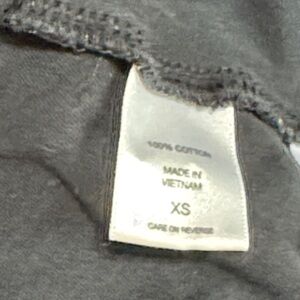 100% COTTON
MADE IN
VIETNAM
XS
CARE ON REVERSE